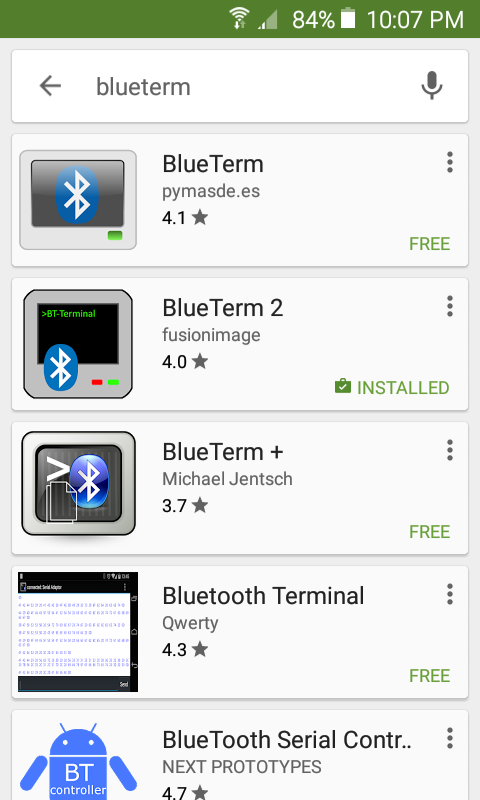 84% 10:07 PM
blueterm
BlueTerm
pymasde.es
4.1
FREE
>BT-Terminal
BlueTerm 2
fusionimage
4.0
INSTALLED
>
BlueTerm +
Michael Jentsch
3.7
FREE
connected: Serial Adaptor
Send
Bluetooth Terminal
Qwerty
4.3
FREE
BT
controller
BlueTooth Serial Contr..
NEXT PROTOTYPES
4.7